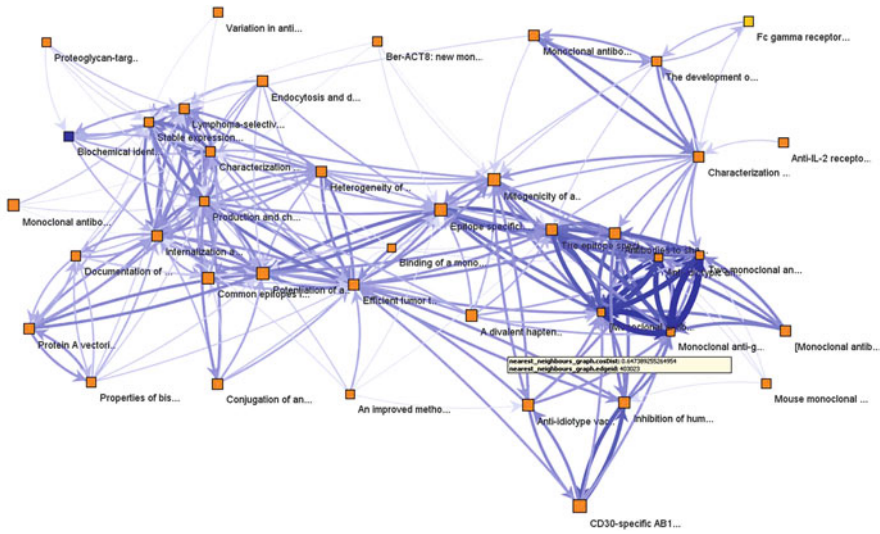 Variation in anti...
Fc gamma receptor...
Monoclonal antibo...
Proteoglycan-targ..
Ber-ACT8: new mon...
The development o...
Endocytosis and d...
Lymphoma-selectiv...
Stable expression...
Biochemical ident..
Anti-IL-2 recepto...
Characterization ...
Characterization ...
Heterogeneity of ..
Mitogenicity of a..
Monoclonal antibo...
Production and ch...
Epitope specifici...
Internalization a...
The epitope speci...
Antibodies to
Binding of a mono...
Documentation of ...
Two monoclonal an...
Common epitopes i...
Potentiation of a..
Efficient tumor t...
A divalent hapten..
Protein A vectori..
Monoclonal anti-g...
[Monoclonal antib...
nearest_neighbours_graph.cosDist: 0.647389255264954
nearest_neighbours_graph.edgeid: 403023
Properties of bis...
Conjugation of an...
An improved metho...
Mouse monoclonal ...
Anti-idiotype vac...
Inhibition of hum...
CD30-specific AB1...